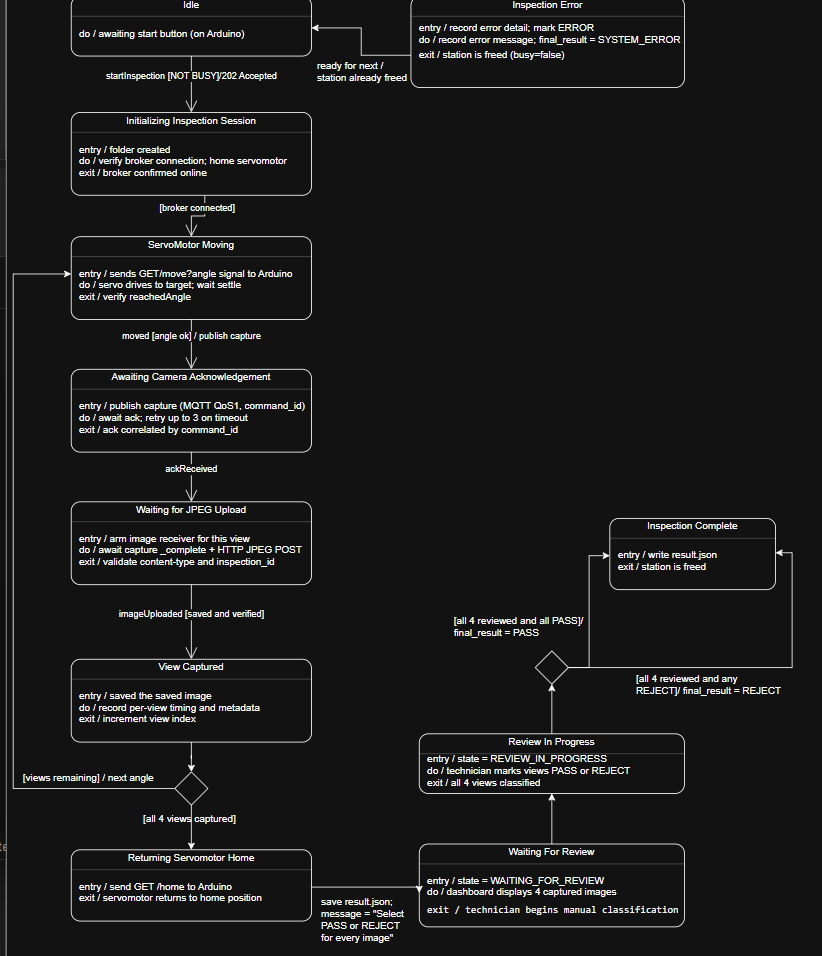 Idle
do / awaiting start button (on Arduino)
Inspection Error
entry / record error detail; mark ERROR
do / record error message; final_result = SYSTEM_ERROR
exit / station is freed (busy=false)
ready for next /
station already freed
startInspection [NOT BUSY]/202 Accepted
Initializing Inspection Session
entry / folder created
do / verify broker connection; home servomotor
exit / broker confirmed online
[broker connected]
ServoMotor Moving
entry / sends GET/move?angle signal to Arduino
do / servo drives to target; wait settle
exit / verify reachedAngle
moved [angle ok] / publish capture
Awaiting Camera Acknowledgement
entry / publish capture (MQTT QoS1, command_id)
do / await ack; retry up to 3 on timeout
exit / ack correlated by command_id
ackReceived
Waiting for JPEG Upload
entry / arm image receiver for this view
do / await capture _complete + HTTP JPEG POST
exit / validate content-type and inspection_id
imageUploaded [saved and verified]
View Captured
entry / saved the saved image
do / record per-view timing and metadata
exit / increment view index
[views remaining] / next angle
[all 4 views captured]
Returning Servomotor Home
entry / send GET /home to Arduino
exit / servomotor returns to home position
save result.json;
message = "Select
PASS or REJECT
for every image"
Waiting For Review
entry / state = WAITING_FOR_REVIEW
do / dashboard displays 4 captured images
exit / technician begins manual classification
Review In Progress
entry / state = REVIEW_IN_PROGRESS
do / technician marks views PASS or REJECT
exit / all 4 views classified
[all 4 reviewed and all PASS]/
final_result = PASS
[all 4 reviewed and any
REJECT]/ final_result = REJECT
Inspection Complete
entry / write result.json
exit / station is freed